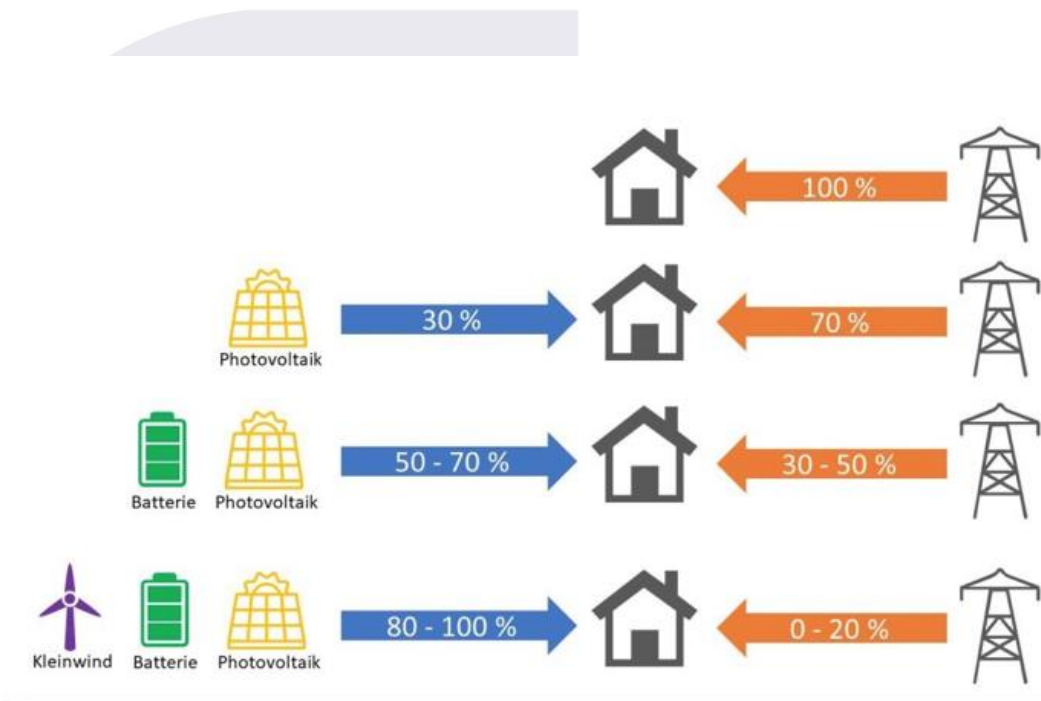 100 %
30 %
70 %
Photovoltaik
50 - 70 %
30 - 50 %
Batterie
Photovoltaik
80 - 100 %
0 - 20 %
Kleinwind
Batterie
Photovoltaik